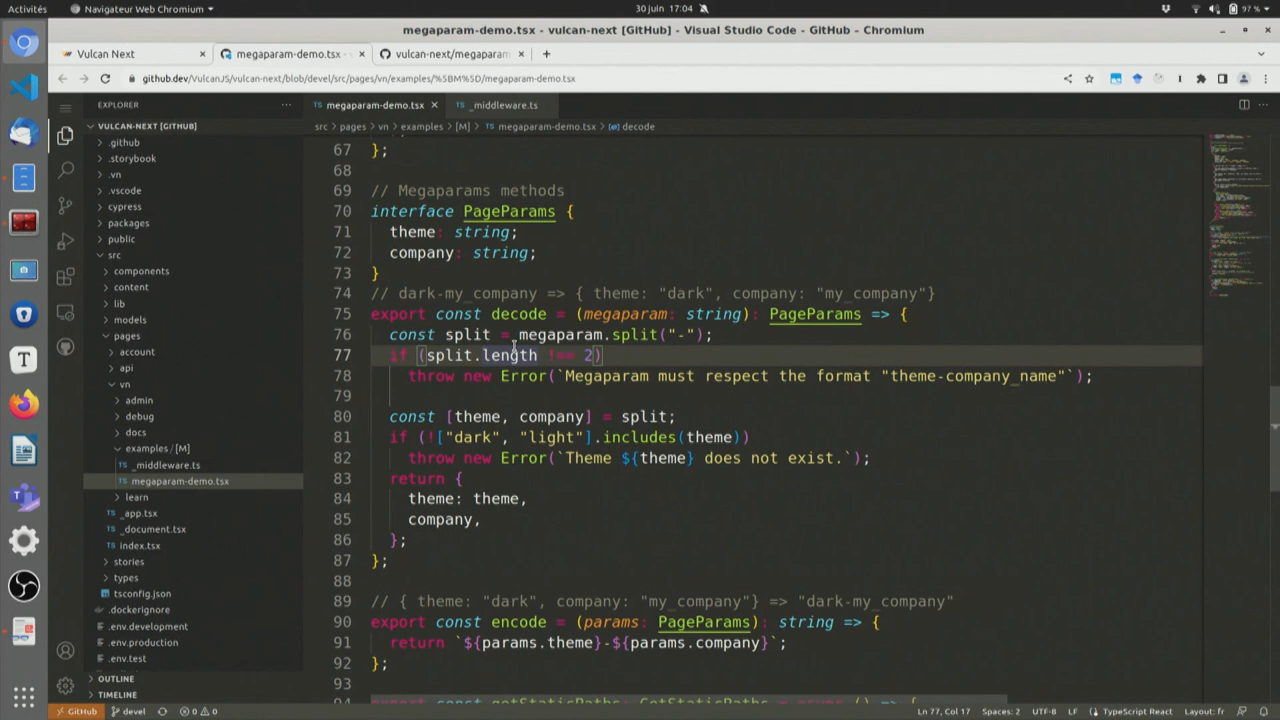 Activités
Navigateur Web Chromium
30 juin 17:04
97 %
megaparam-demo.tsx - vulcan-next [GitHub] - Visual Studio Code - GitHub - Chromium
Vulcan Next
megaparam-demo.tsx -
vulcan-next/megaparam
github.dev/VulcanJS/vulcan-next/blob/devel/src/pages/vn/examples/%5BM%5D/megaparam-demo.tsx
EXPLORER
VULCAN-NEXT [GITHUB]
.github
.storybook
.vn
.vscode
cypress
packages
public
src
components
content
lib
models
pages
account
api
vn
admin
debug
docs
examples/[M]
_middleware.ts
megaparam-demo.tsx
learn
_app.tsx
_document.tsx
index.tsx
stories
types
tsconfig.json
.dockerignore
.env.development
.env.production
.env.test
OUTLINE
TIMELINE
megaparam-demo.tsx
_middleware.ts
src > pages > vn > examples > [M] > megaparam-demo.tsx > decode
67 };
68
69 // Megaparams methods
70 interface PageParams {
71 theme: string;
72 company: string;
73 }
74 // dark-my_company => { theme: "dark", company: "my_company"}
75 export const decode = (megaparam: string): PageParams => {
76 const split = megaparam.split("-");
77 if (split.length !== 2)
78 throw new Error(`Megaparam must respect the format "theme-company_name"`);
79
80 const [theme, company] = split;
81 if (!["dark", "light"].includes(theme))
82 throw new Error(`Theme ${theme} does not exist.`);
83 return {
84 theme: theme,
85 company,
86 };
87 };
88
89 // { theme: "dark", company: "my_company"} => "dark-my_company"
90 export const encode = (params: PageParams): string => {
91 return `${params.theme}-${params.company}`;
92 };
93
94 export const getStaticPaths: GetStaticPaths = async () => {
GitHub
devel
0 0
Ln 77, Col 17
Spaces: 2
UTF-8
LF
TypeScript React
Layout: fr